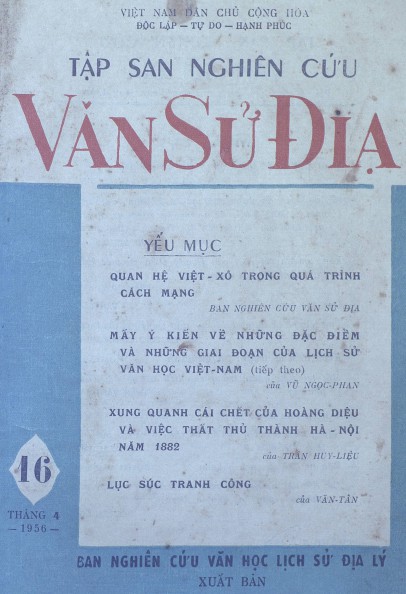 VIỆT NAM DÂN CHỦ CỘNG HÒA
ĐỘC LẬP — TỰ DO — HẠNH PHÚC
TẬP SAN NGHIÊN CỨU
VĂN SỬ ĐỊA
YẾU MỤC
QUAN HỆ VIỆT - XÔ TRONG QUÁ TRÌNH
CÁCH MẠNG
BAN NGHIÊN CỨU VĂN SỬ ĐỊA
MẤY Ý KIẾN VỀ NHỮNG ĐẶC ĐIỂM
VÀ NHỮNG GIAI ĐOẠN CỦA LỊCH SỬ
VĂN HỌC VIỆT-NAM (tiếp theo)
của VŨ NGỌC-PHAN
XUNG QUANH CÁI CHẾT CỦA HOÀNG DIỆU
VÀ VIỆC THẤT THỦ THÀNH HÀ - NỘI
NĂM 1882
của TRẦN HUY-LIỆU
LỤC SÚC TRANH CÔNG
của VĂN-TÂN
16
THÁNG 4
— 1956 —
BAN NGHIÊN CỨU VĂN HỌC LỊCH SỬ ĐỊA LÝ
XUẤT BẢN